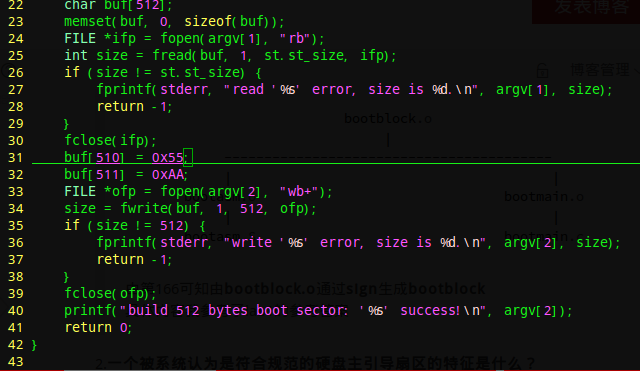 发表博客
22 char buf[512];
23 memset(buf, 0, sizeof(buf));
24 FILE *ifp = fopen(argv[1], "rb");
25 int size = fread(buf, 1, st.st_size, ifp);
26 if (size != st.st_size) {
博客管理
27 fprintf(stderr, "read '%s' error, size is %d.\n", argv[1], size);
28 return -1;
bootblock.o
29 }
30 fclose(ifp);
31 buf[510] = 0x55;
32 buf[511] = 0xAA;
33 FILE *ofp = fopen(argv[2], "wb+");
bootmain.o
34 size = fwrite(buf, 1, 512, ofp);
35 if (size != 512) {
36 fprintf(stderr, "write '%s' error, size is %d.\n", argv[2], size);
37 return -1;
38 }
166可知由bootblock.o通过sign生成bootblock
39 fclose(ofp);
40 printf("build 512 bytes boot sector: '%s' success!\n", argv[2]);
41 return 0;
42 }
2.一个被系统认为是符合规范的硬盘主引导扇区的特征是什么？
43